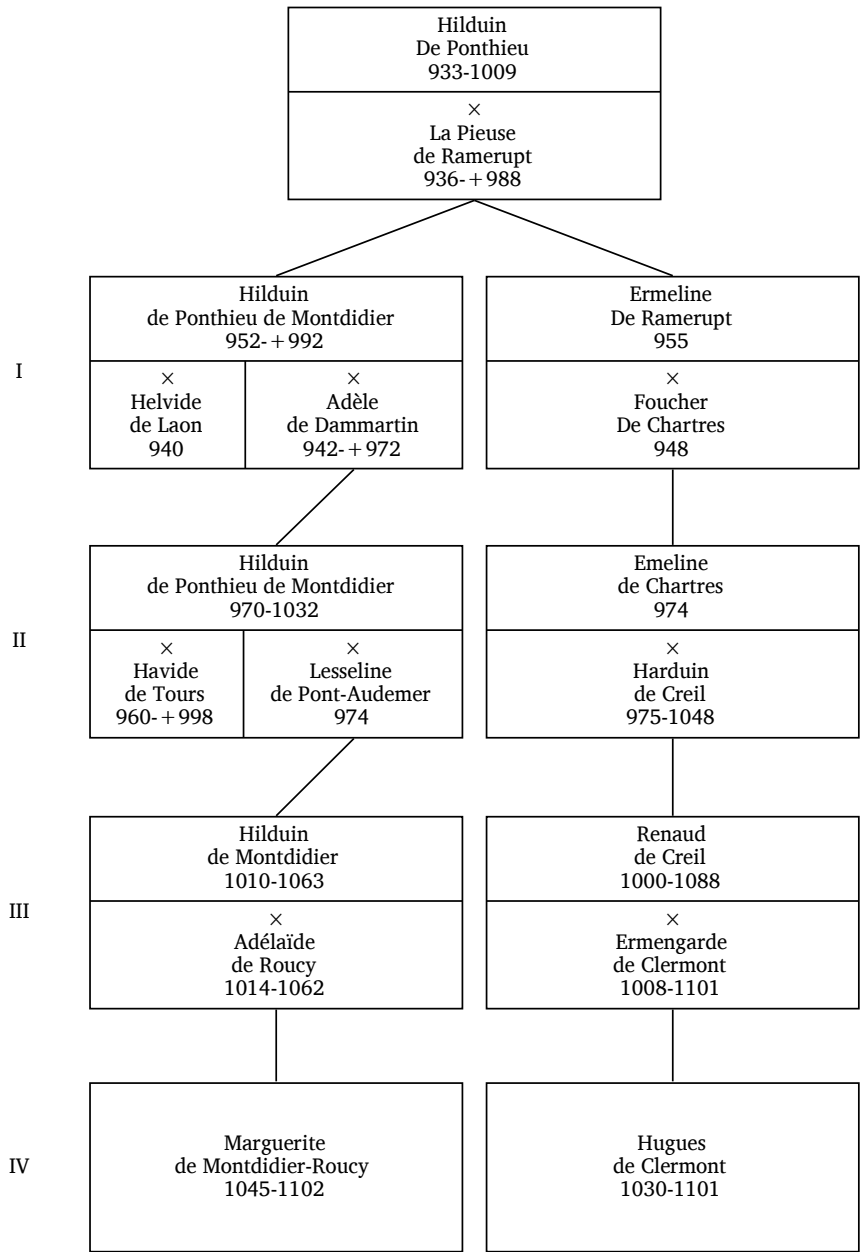 Hilduin
De Ponthieu
933-1009
×
La Pieuse
de Ramerupt
936-+988
I
Hilduin
de Ponthieu de Montdidier
952-+992
×
Helvide
de Laon
940
×
Adèle
de Dammartin
942-+972
Ermeline
De Ramerupt
955
×
Foucher
De Chartres
948
II
Hilduin
de Ponthieu de Montdidier
970-1032
×
Havide
de Tours
960-+998
×
Lesseline
de Pont-Audemer
974
Emeline
de Chartres
974
×
Harduin
de Creil
975-1048
III
Hilduin
de Montdidier
1010-1063
×
Adélaïde
de Roucy
1014-1062
Renaud
de Creil
1000-1088
×
Ermengarde
de Clermont
1008-1101
IV
Marguerite
de Montdidier-Roucy
1045-1102
Hugues
de Clermont
1030-1101